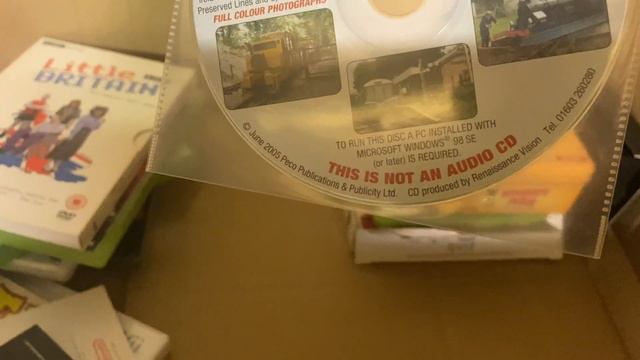 Preserved Lines and
FULL COLOUR PHOTOGRAPHS
Little
BRITAIN
TO RUN THIS DISC A PC INSTALLED WITH
MICROSOFT WINDOWS® 98 SE
(or later) IS REQUIRED.
THIS IS NOT AN AUDIO CD
© June 2005 Peco Publications & Publicity Ltd. CD produced by Renaissance Vision Tel. 01603 260280
DVD